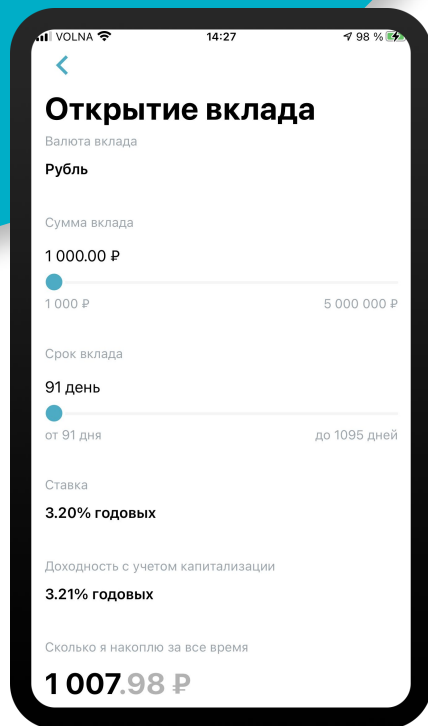 VOLNA 14:27 98 %
Открытие вклада
Валюта вклада
Рубль
Сумма вклада
1 000.00 ₽
1 000 ₽ 5 000 000 ₽
Срок вклада
91 день
от 91 дня до 1095 дней
Ставка
3.20% годовых
Доходность с учетом капитализации
3.21% годовых
Сколько я накоплю за все время
1 007.98 ₽